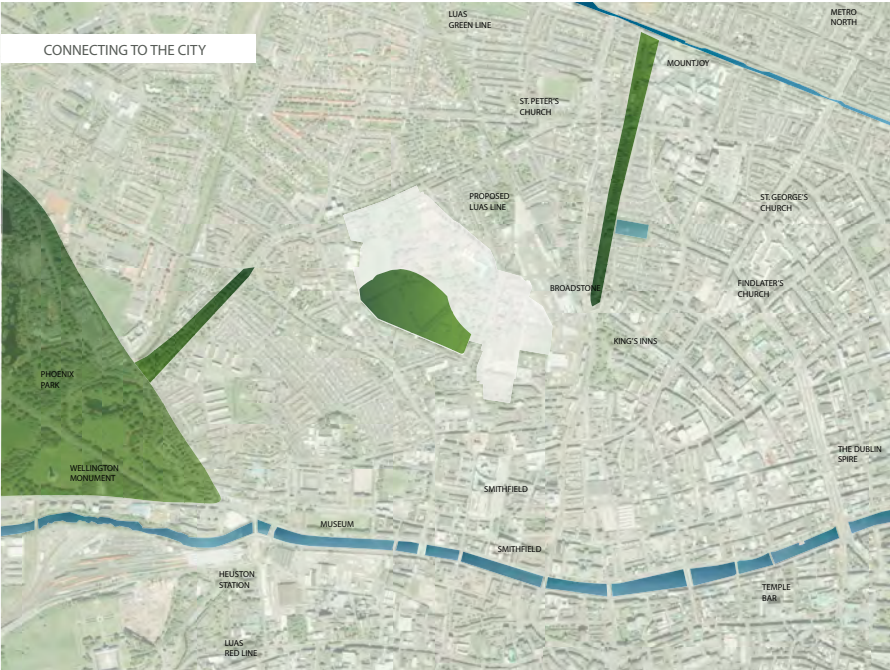 LUAS
GREEN LINE
METRO
NORTH
CONNECTING TO THE CITY
MOUNTJOY
ST. PETER'S
CHURCH
PROPOSED
LUAS LINE
ST. GEORGE'S
CHURCH
BROADSTONE
FINDLATER'S
CHURCH
KING'S INNS
PHOENIX
PARK
THE DUBLIN
SPIRE
WELLINGTON
MONUMENT
SMITHFIELD
MUSEUM
SMITHFIELD
HEUSTON
STATION
TEMPLE
BAR
LUAS
RED LINE